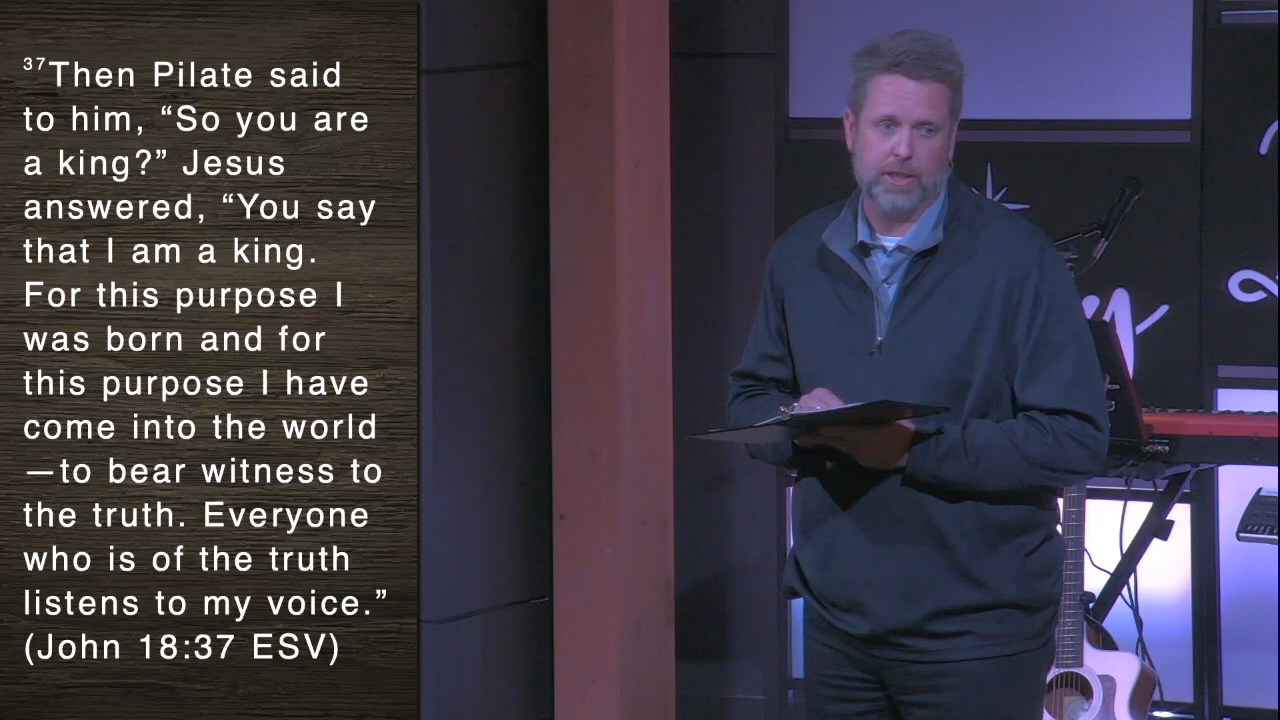 ³⁷Then Pilate said
to him, “So you are
a king?” Jesus
answered, “You say
that I am a king.
For this purpose I
was born and for
this purpose I have
come into the world
—to bear witness to
the truth. Everyone
who is of the truth
listens to my voice.”
(John 18:37 ESV)